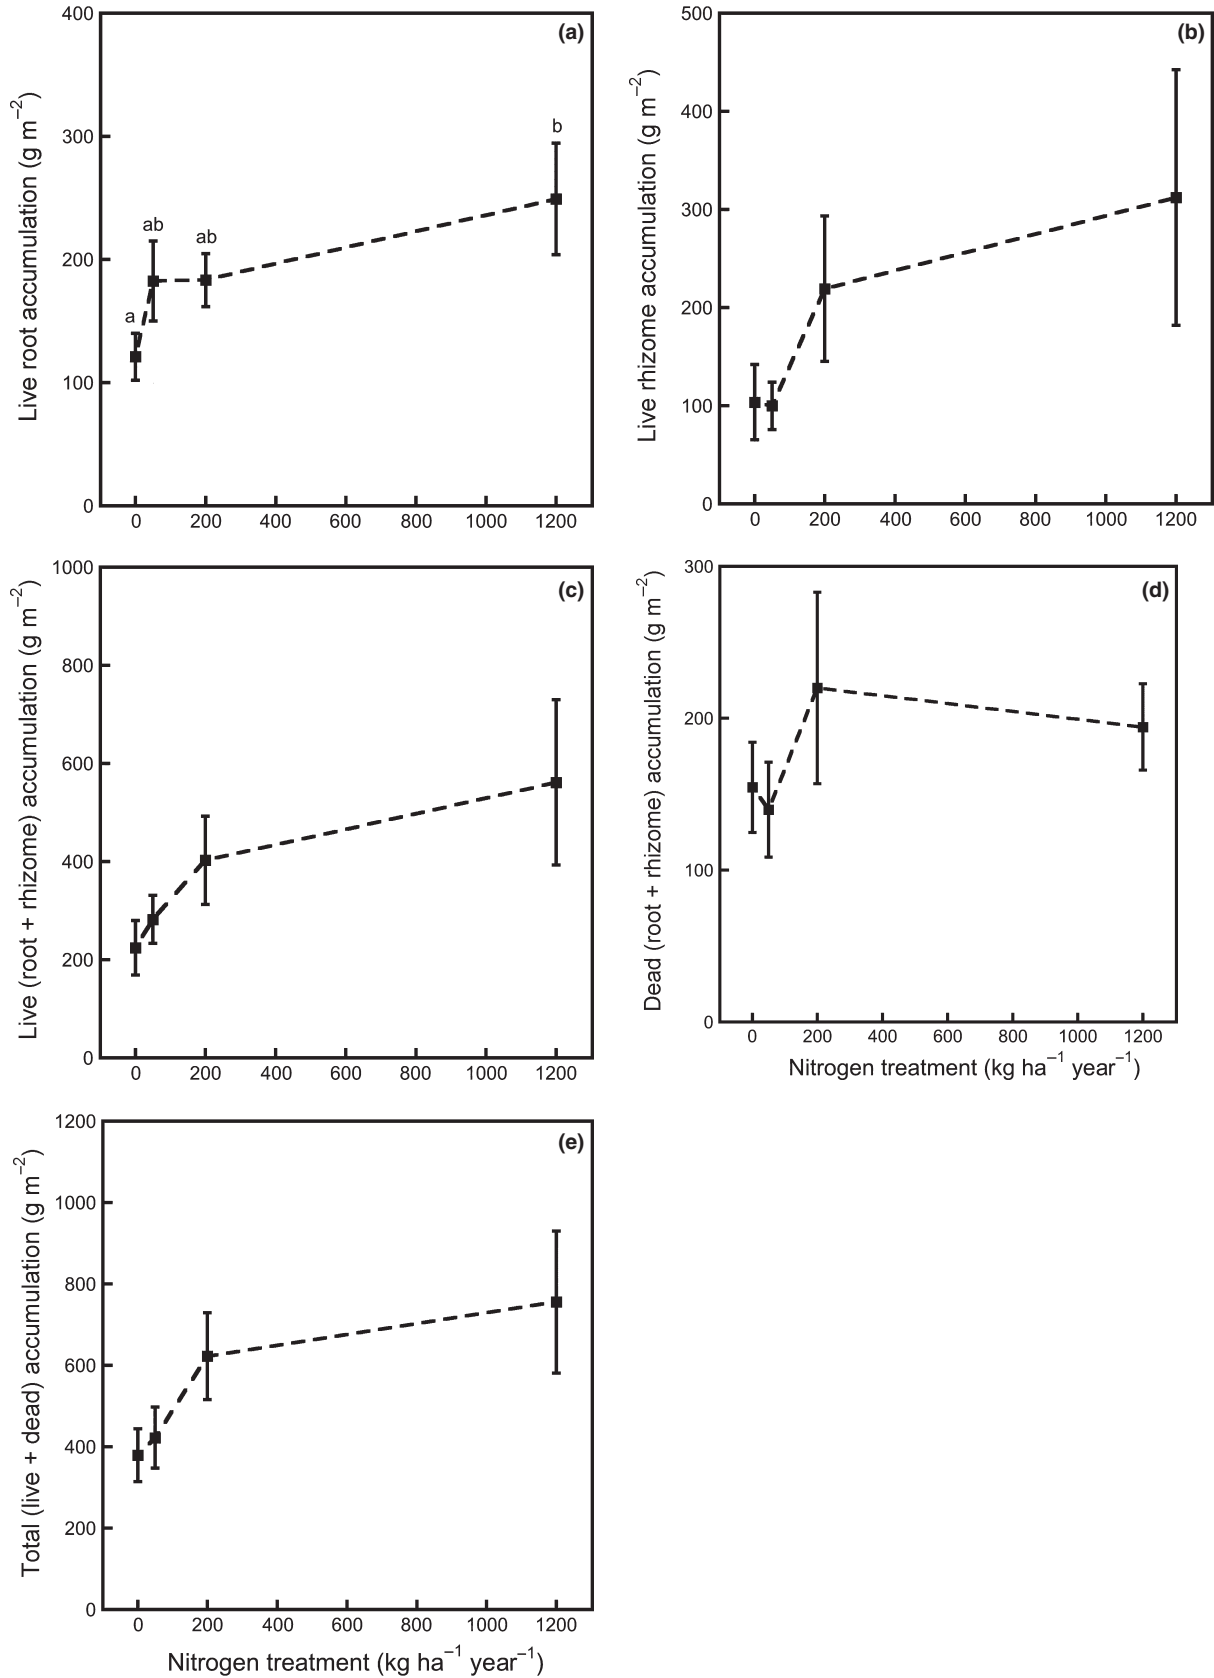 (a)
Live root accumulation (g m⁻²)
400
300
200
100
0
a
ab
ab
b
0 200 400 600 800 1000 1200
(b)
Live rhizome accumulation (g m⁻²)
500
400
300
200
100
0
0 200 400 600 800 1000 1200
(c)
Live (root + rhizome) accumulation (g m⁻²)
1000
800
600
400
200
0
0 200 400 600 800 1000 1200
(d)
Dead (root + rhizome) accumulation (g m⁻²)
300
200
100
0
0 200 400 600 800 1000 1200
Nitrogen treatment (kg ha⁻¹ year⁻¹)
(e)
Total (live + dead) accumulation (g m⁻²)
1200
1000
800
600
400
200
0
0 200 400 600 800 1000 1200
Nitrogen treatment (kg ha⁻¹ year⁻¹)